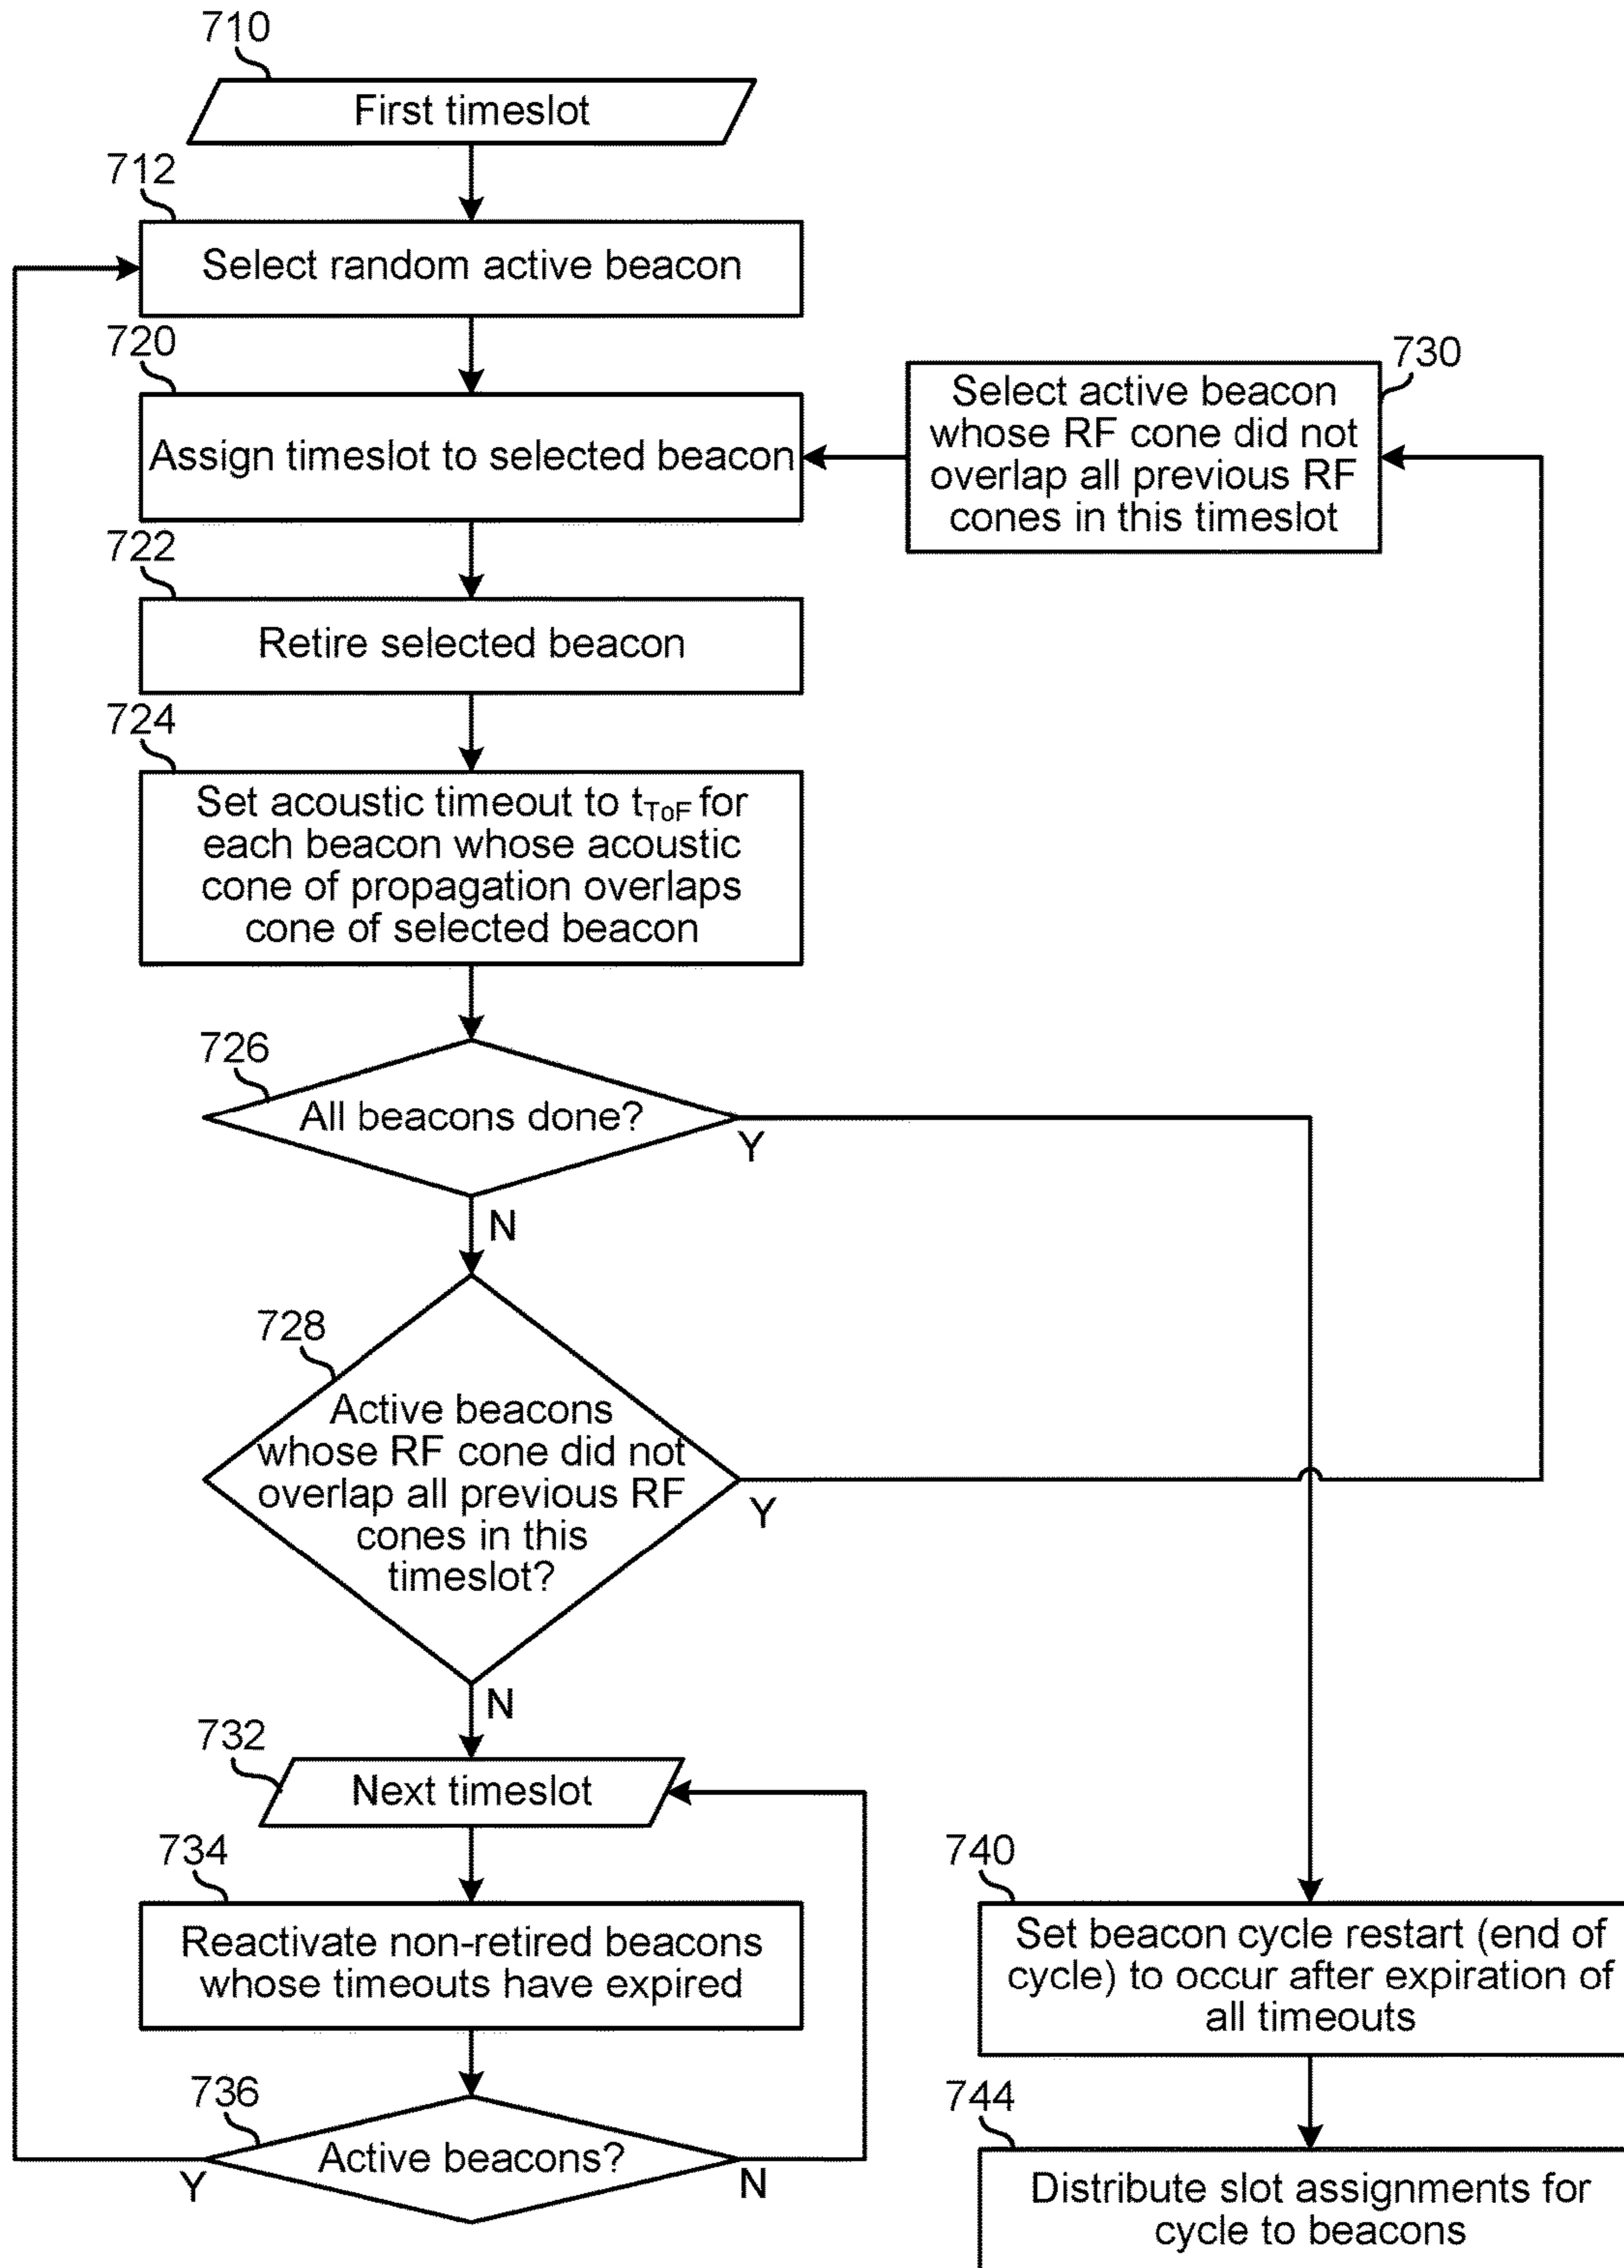 710
First timeslot
712
Select random active beacon
720
Assign timeslot to selected beacon
730
Select active beacon
whose RF cone did not
overlap all previous RF
cones in this timeslot
722
Retire selected beacon
724
Set acoustic timeout to tToF for
each beacon whose acoustic
cone of propagation overlaps
cone of selected beacon
726
All beacons done?
Y
N
728
Active beacons
whose RF cone did not
overlap all previous RF
cones in this
timeslot?
Y
N
732
Next timeslot
734
Reactivate non-retired beacons
whose timeouts have expired
736
Active beacons?
Y
N
740
Set beacon cycle restart (end of
cycle) to occur after expiration of
all timeouts
744
Distribute slot assignments for
cycle to beacons